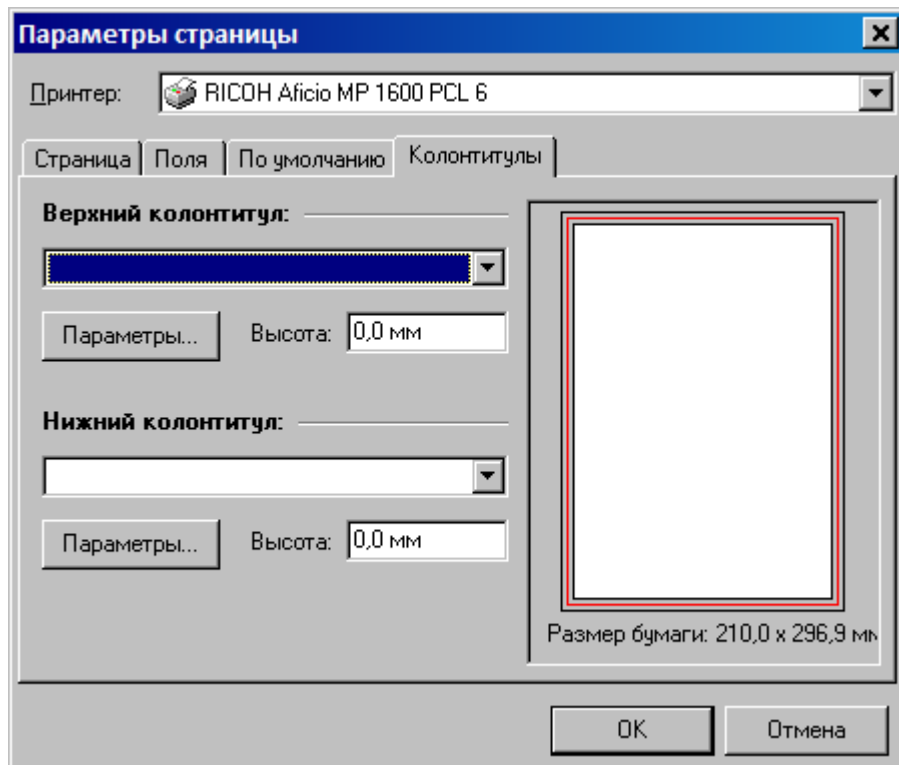 Параметры страницы
Принтер: RICOH Aficio MP 1600 PCL 6
Страница Поля По умолчанию Колонтитулы
Верхний колонтитул:
Параметры... Высота: 0,0 мм
Нижний колонтитул:
Параметры... Высота: 0,0 мм
Размер бумаги: 210,0 x 296,9 мм
OK Отмена